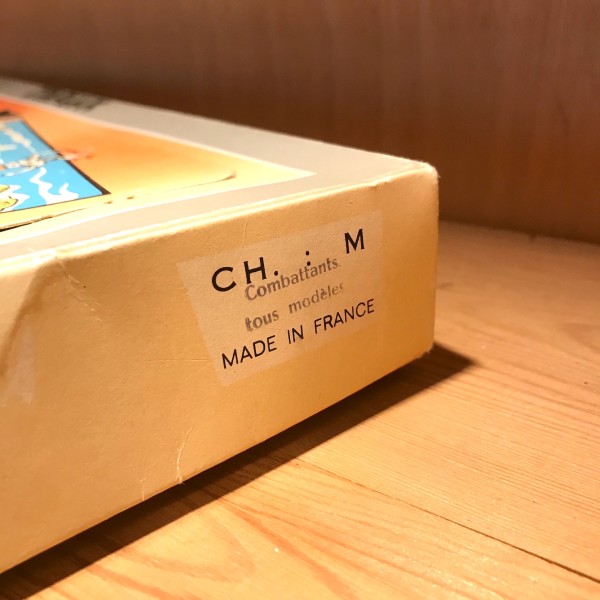 CH. : M
Combattants
tous modèles
MADE IN FRANCE